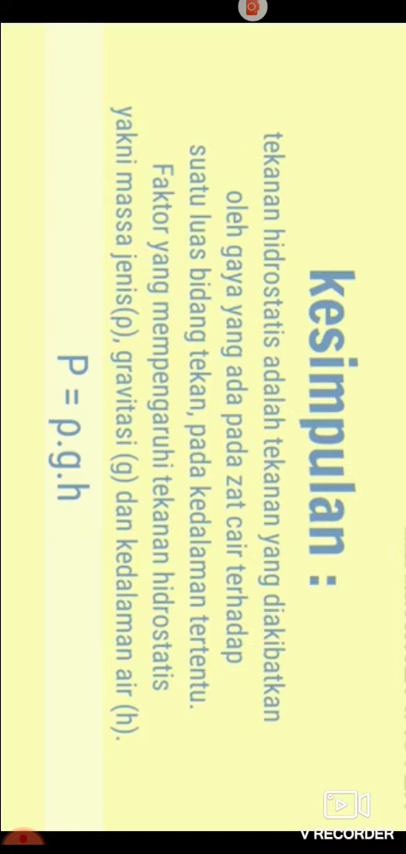 kesimpulan :
tekanan hidrostatis adalah tekanan yang diakibatkan
oleh gaya yang ada pada zat cair terhadap
suatu luas bidang tekan, pada kedalaman tertentu.
Faktor yang mempengaruhi tekanan hidrostatis
yakni massa jenis(ρ), gravitasi (g) dan kedalaman air (h).
P = ρ.g.h
V RECORDER